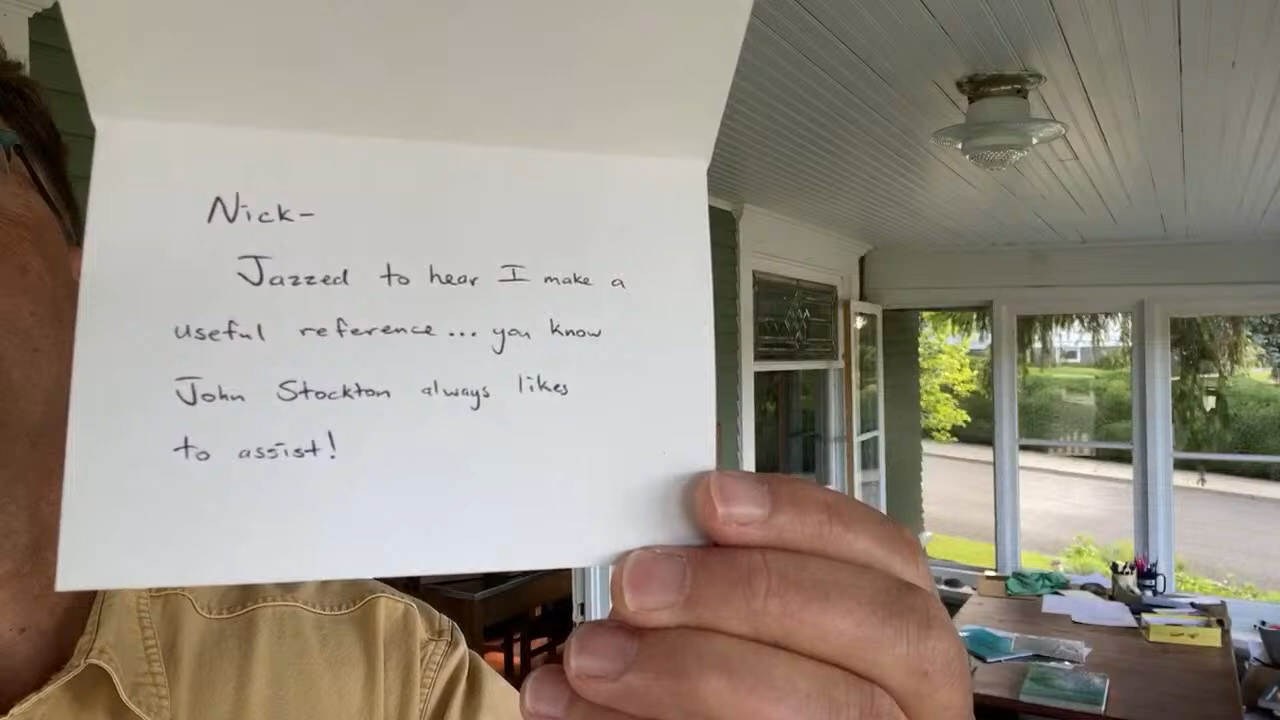 Nick-
Jazzed to hear I make a
useful reference... you know
John Stockton always likes
to assist!